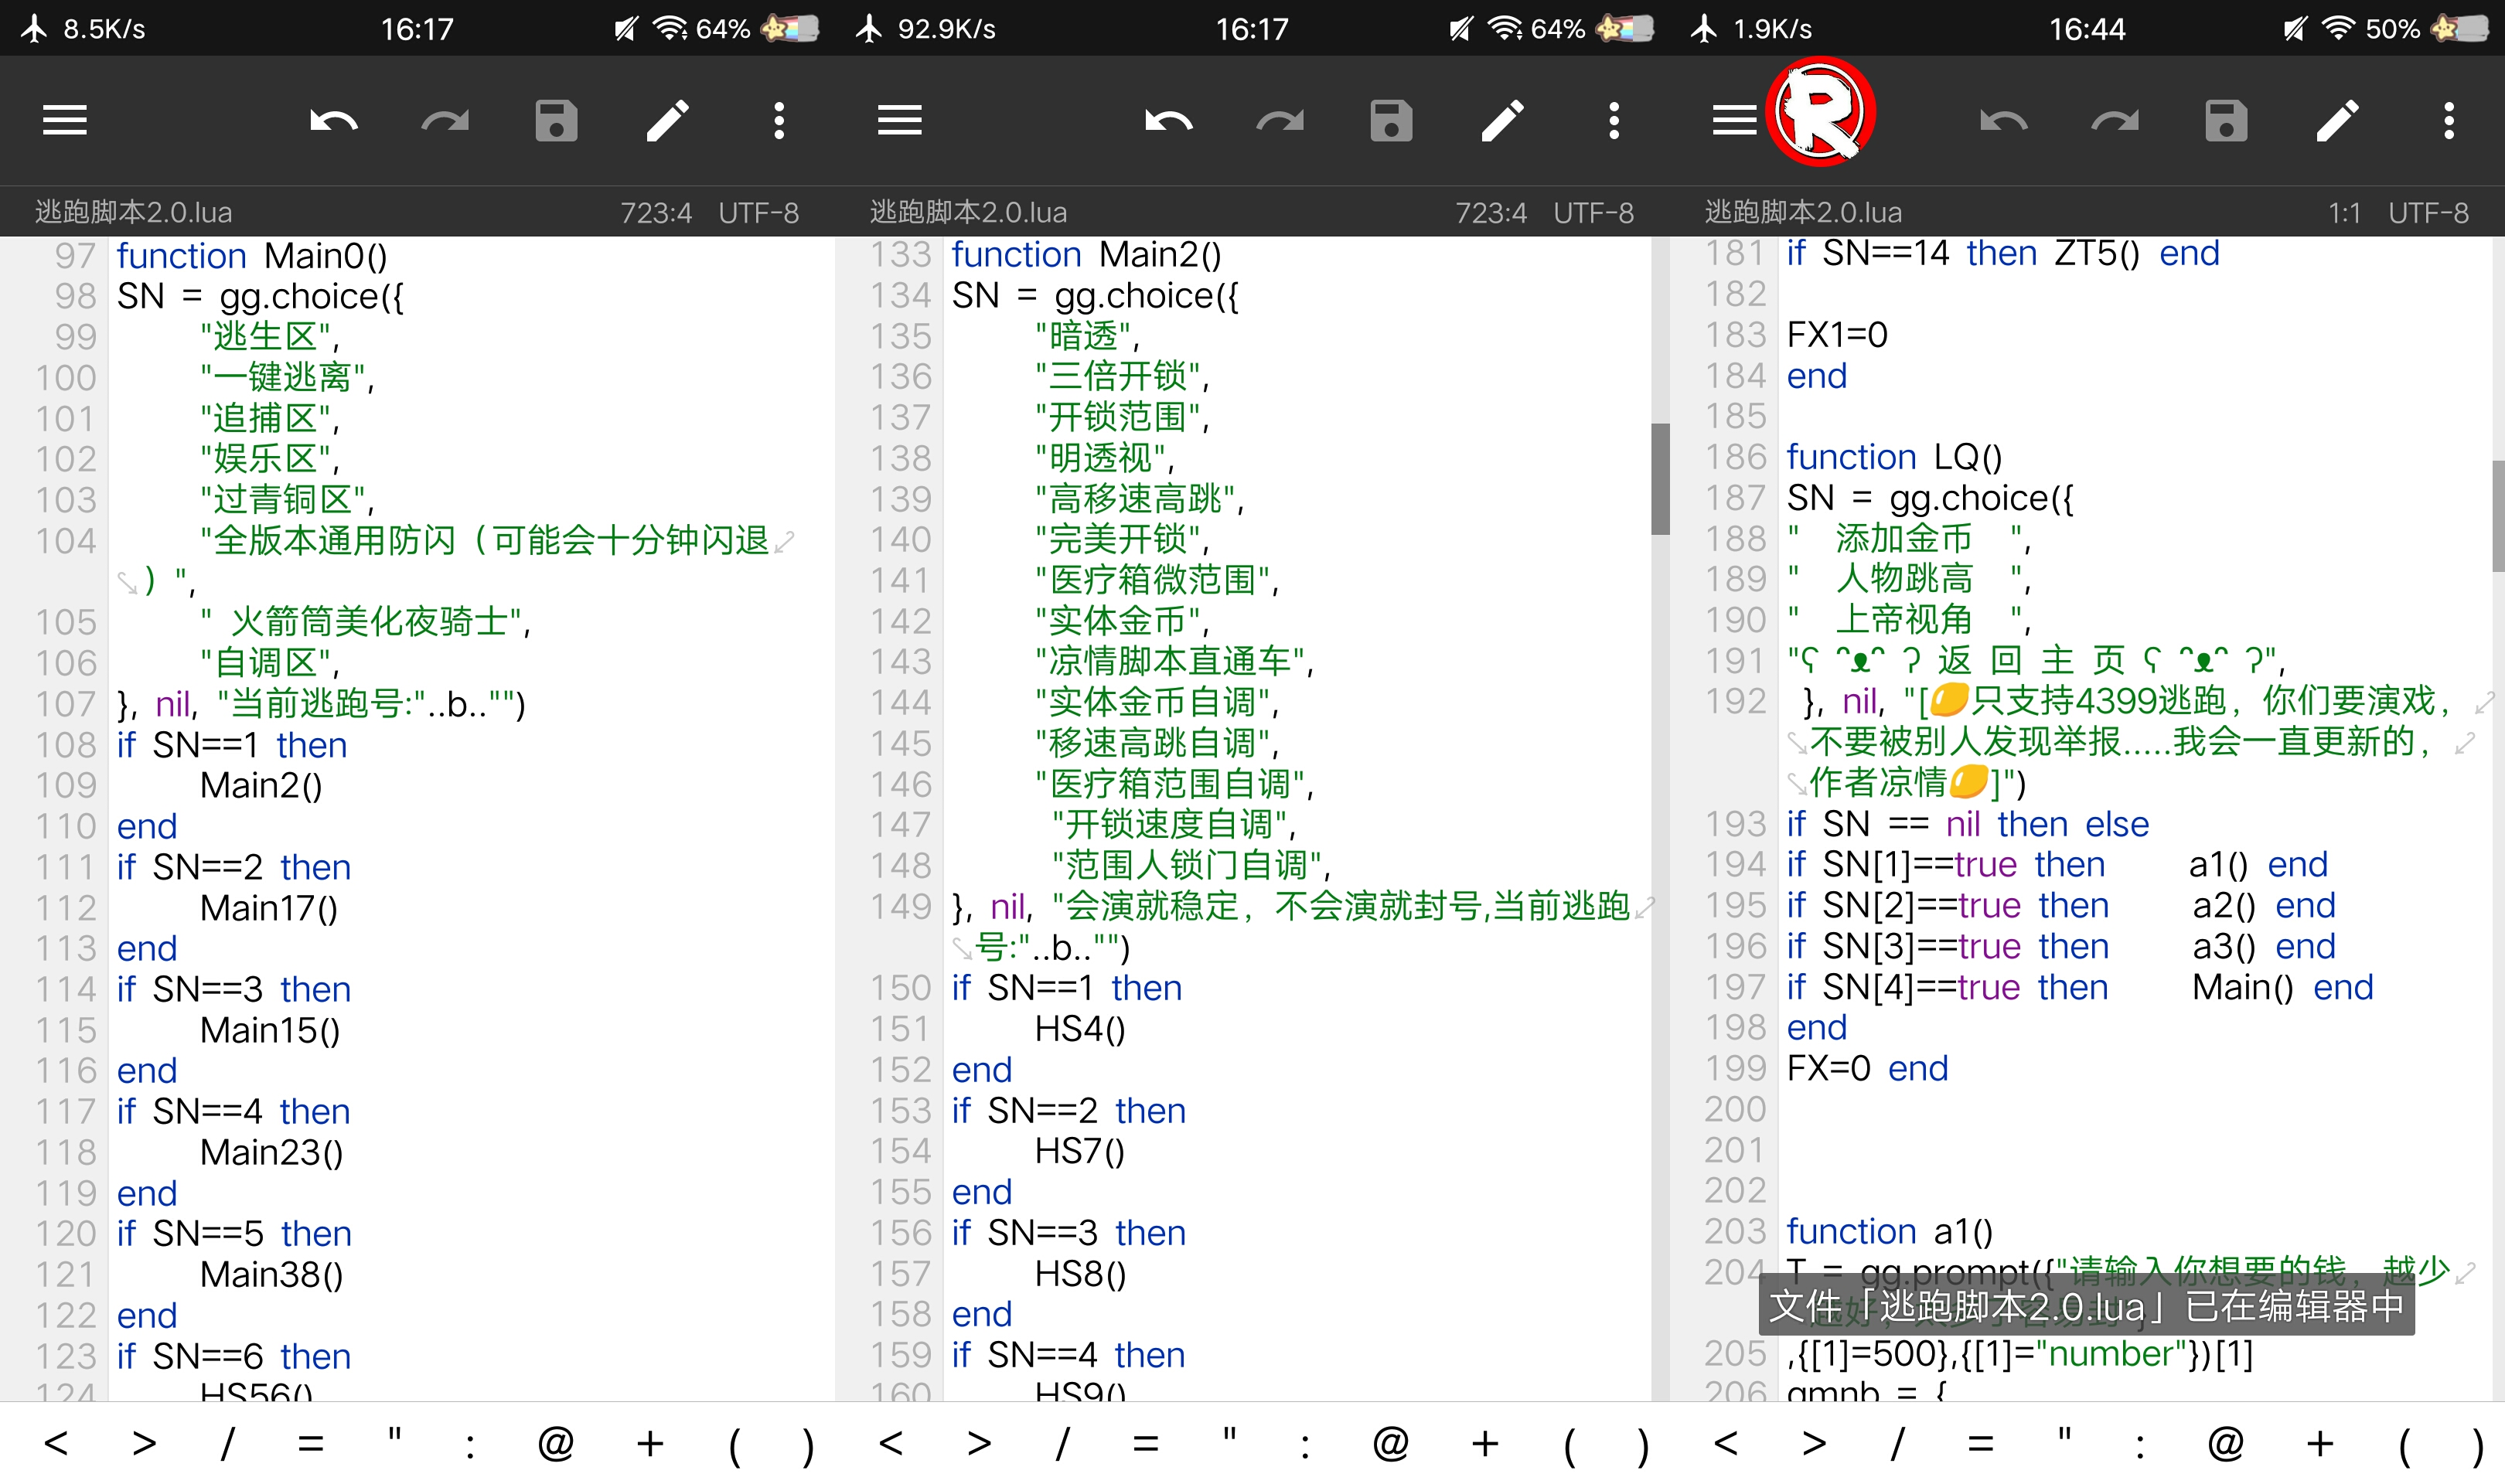 8.5K/s 16:17 64%
逃跑脚本2.0.lua 723:4 UTF-8
97 function Main0()
98 SN = gg.choice({
99 "逃生区",
100 "一键逃离",
101 "追捕区",
102 "娱乐区",
103 "过青铜区",
104 "全版本通用防闪（可能会十分钟闪退
）",
105 " 火箭筒美化夜骑士",
106 "自调区",
107 }, nil, "当前逃跑号:"..b.."")
108 if SN==1 then
109 Main2()
110 end
111 if SN==2 then
112 Main17()
113 end
114 if SN==3 then
115 Main15()
116 end
117 if SN==4 then
118 Main23()
119 end
120 if SN==5 then
121 Main38()
122 end
123 if SN==6 then
124 HS56()
< > / = " : @ + ( )
92.9K/s 16:17 64%
逃跑脚本2.0.lua 723:4 UTF-8
133 function Main2()
134 SN = gg.choice({
135 "暗透",
136 "三倍开锁",
137 "开锁范围",
138 "明透视",
139 "高移速高跳",
140 "完美开锁",
141 "医疗箱微范围",
142 "实体金币",
143 "凉情脚本直通车",
144 "实体金币自调",
145 "移速高跳自调",
146 "医疗箱范围自调",
147 "开锁速度自调",
148 "范围人锁门自调",
149 }, nil, "会演就稳定，不会演就封号,当前逃跑
号:"..b.."")
150 if SN==1 then
151 HS4()
152 end
153 if SN==2 then
154 HS7()
155 end
156 if SN==3 then
157 HS8()
158 end
159 if SN==4 then
160 HS9()
< > / = " : @ + ( )
1.9K/s 16:44 50%
R
逃跑脚本2.0.lua 1:1 UTF-8
181 if SN==14 then ZT5() end
182
183 FX1=0
184 end
185
186 function LQ()
187 SN = gg.choice({
188 " 添加金币 ",
189 " 人物跳高 ",
190 " 上帝视角 ",
191 "ʕ ᵔᴥᵔ ʔ 返 回 主 页 ʕ ᵔᴥᵔ ʔ",
192 }, nil, "[🍋只支持4399逃跑，你们要演戏，
不要被别人发现举报.....我会一直更新的，
作者凉情🍋]")
193 if SN == nil then else
194 if SN[1]==true then a1() end
195 if SN[2]==true then a2() end
196 if SN[3]==true then a3() end
197 if SN[4]==true then Main() end
198 end
199 FX=0 end
200
201
202
203 function a1()
204 T = gg.prompt({"请输入你想要的钱，越少
文件「逃跑脚本2.0.lua」已在编辑器中
205 ,{[1]=500},{[1]="number"})[1]
206 qmnb = {
< > / = " : @ + ( )